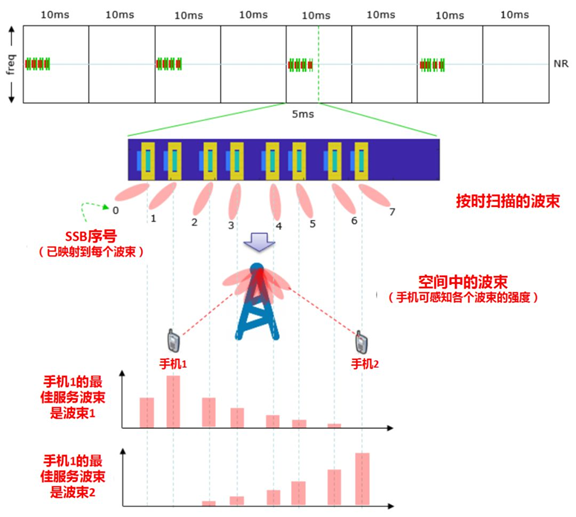 10ms 10ms 10ms 10ms 10ms 10ms 10ms 10ms
freq
NR
5ms
0 1 2 3 4 5 6 7
按时扫描的波束
SSB序号
（已映射到每个波束）
空间中的波束
（手机可感知各个波束的强度）
手机1
手机2
手机1的最
佳服务波束
是波束1
手机1的最
佳服务波束
是波束2